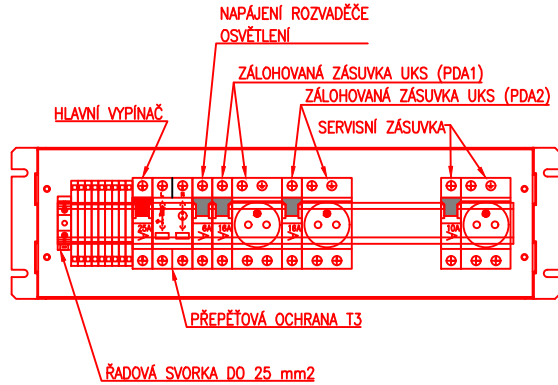 NAPÁJENÍ ROZVADĚČE
OSVĚTLENÍ
ZÁLOHOVANÁ ZÁSUVKA UKS (PDA1)
ZÁLOHOVANÁ ZÁSUVKA UKS (PDA2)
HLAVNÍ VYPÍNAČ
SERVISNÍ ZÁSUVKA
25A
6A
16A
16A
10A
PŘEPĚŤOVÁ OCHRANA T3
ŘADOVÁ SVORKA DO 25 mm2